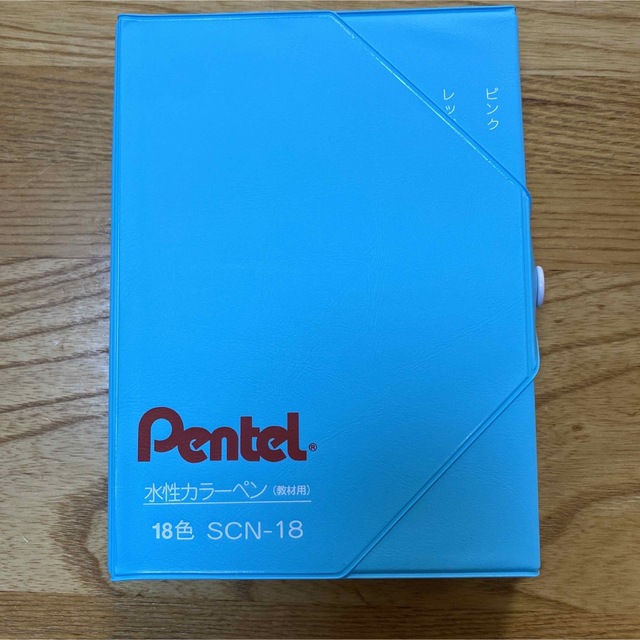 ピンク
レッ
Pentel®
水性カラーペン(教材用)
18色 SCN-18